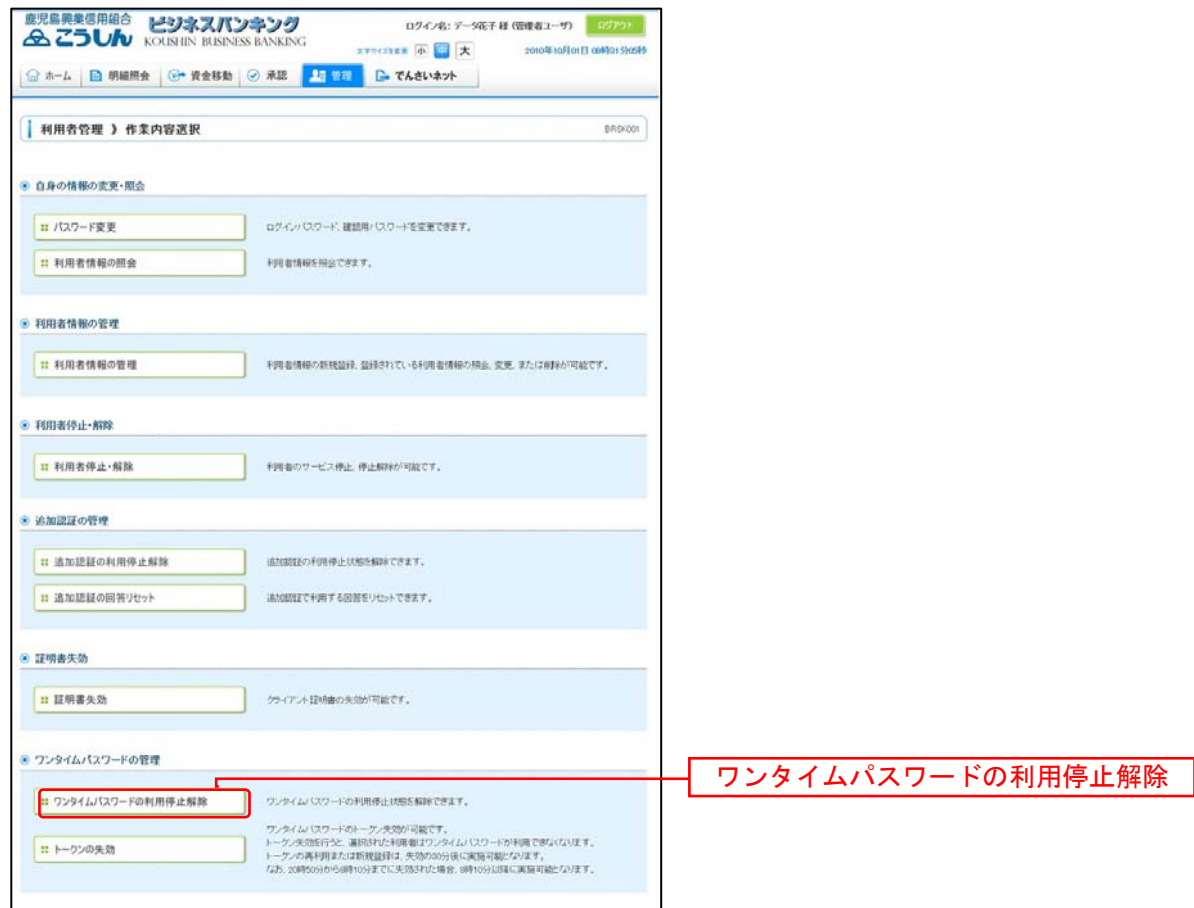 鹿児島興業信用組合
こうしん
ビジネスバンキング
KOUSHIN BUSINESS BANKING
ログイン名: データ花子 様 (管理者ユーザ)
ログアウト
文字サイズを変更 小 中 大
2010年10月01日 09時01分05秒
ホーム 明細照会 資金移動 承認 管理 でんさいネット
利用者管理 》 作業内容選択
BRSK001
自身の情報の変更・照会
パスワード変更
ログインパスワード、確認用パスワードを変更できます。
利用者情報の照会
利用者情報を照会できます。
利用者情報の管理
利用者情報の管理
利用者情報の新規登録、登録されている利用者情報の照会、変更、または削除が可能です。
利用者停止・解除
利用者停止・解除
利用者のサービス停止、停止解除が可能です。
追加認証の管理
追加認証の利用停止解除
追加認証の利用停止状態を解除できます。
追加認証の回答リセット
追加認証で利用する回答をリセットできます。
証明書失効
証明書失効
クライアント証明書の失効が可能です。
ワンタイムパスワードの管理
ワンタイムパスワードの利用停止解除
ワンタイムパスワードの利用停止状態を解除できます。
ワンタイムパスワードの利用停止解除
トークンの失効
ワンタイムパスワードのトークン失効が可能です。
トークン失効を行うと、選択された利用者はワンタイムパスワードが利用できなくなります。
トークンの再利用または新規登録は、失効の30分後に実施可能となります。
なお、20時50分から8時10分までに失効された場合、8時10分以降に実施可能となります。